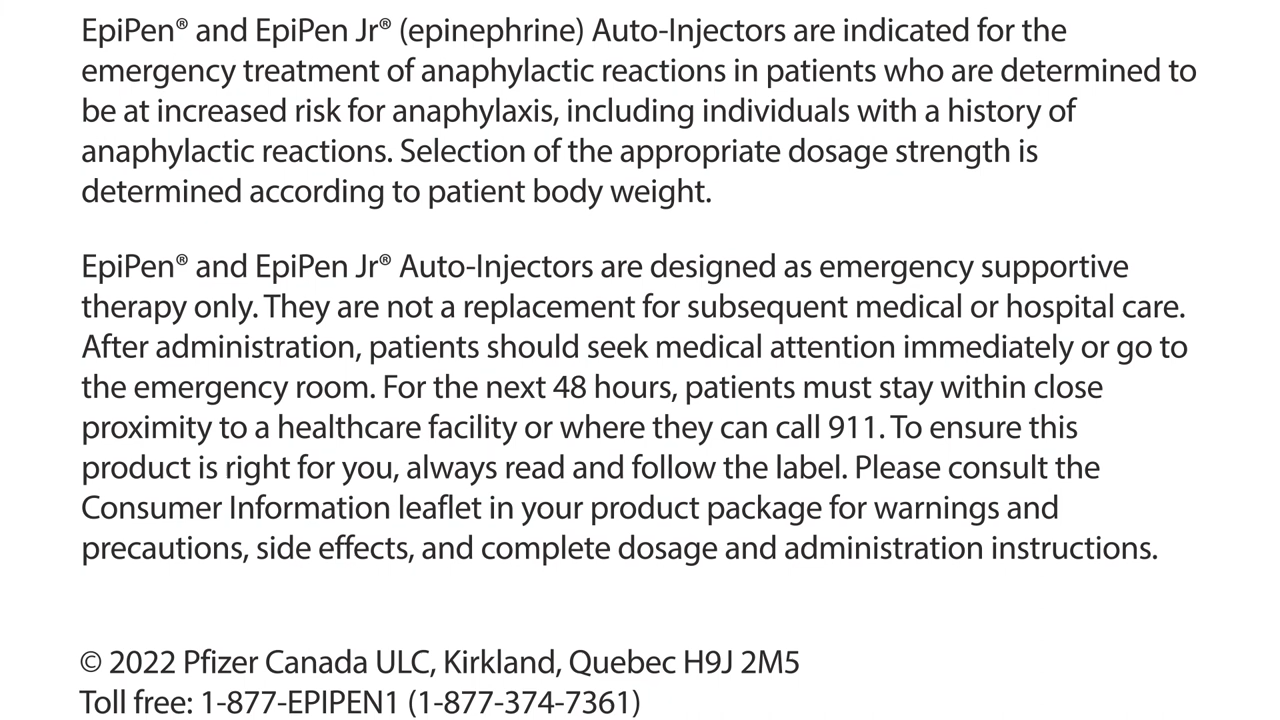 EpiPen® and EpiPen Jr® (epinephrine) Auto-Injectors are indicated for the
emergency treatment of anaphylactic reactions in patients who are determined to
be at increased risk for anaphylaxis, including individuals with a history of
anaphylactic reactions. Selection of the appropriate dosage strength is
determined according to patient body weight.
EpiPen® and EpiPen Jr® Auto-Injectors are designed as emergency supportive
therapy only. They are not a replacement for subsequent medical or hospital care.
After administration, patients should seek medical attention immediately or go to
the emergency room. For the next 48 hours, patients must stay within close
proximity to a healthcare facility or where they can call 911. To ensure this
product is right for you, always read and follow the label. Please consult the
Consumer Information leaflet in your product package for warnings and
precautions, side effects, and complete dosage and administration instructions.
© 2022 Pfizer Canada ULC, Kirkland, Quebec H9J 2M5
Toll free: 1-877-EPIPEN1 (1-877-374-7361)